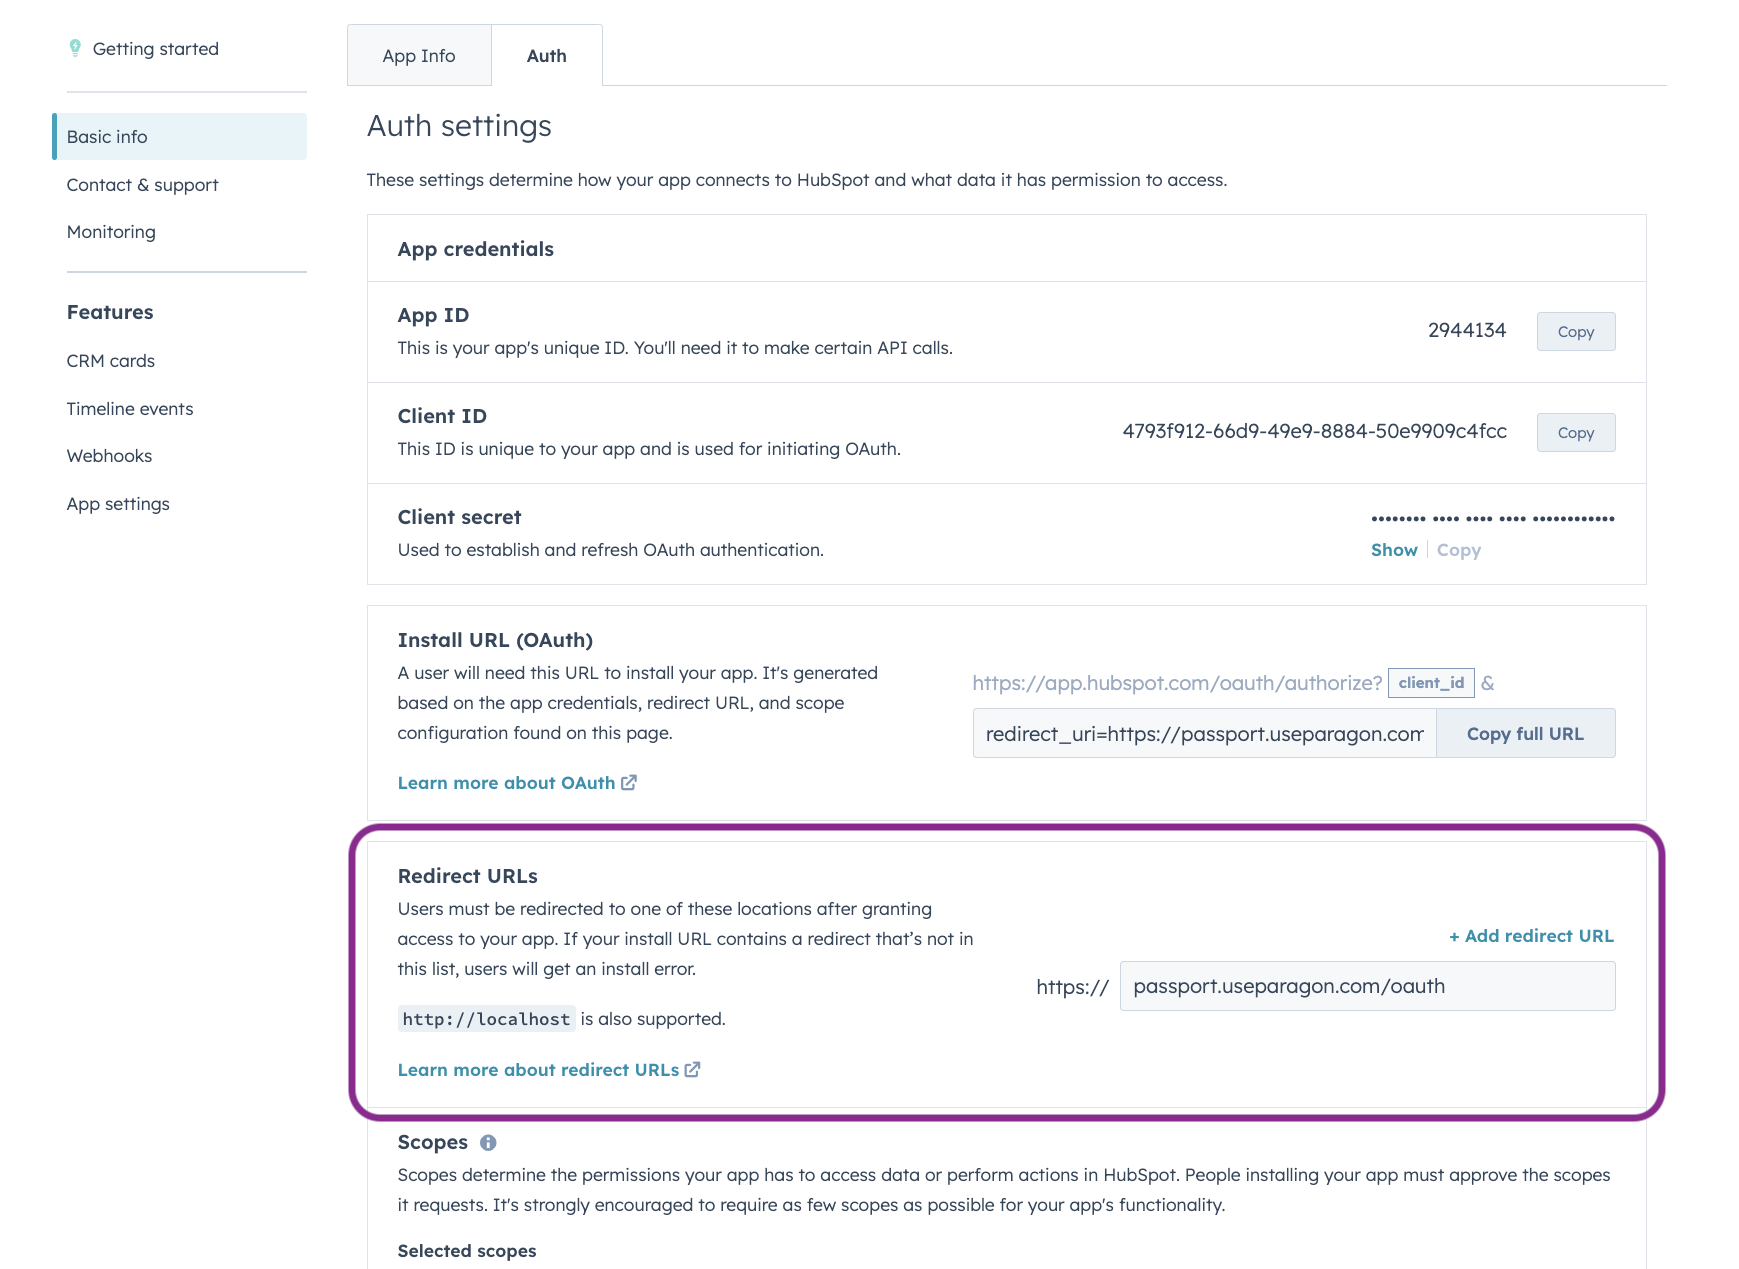 Getting started
Basic info
Contact & support
Monitoring
Features
CRM cards
Timeline events
Webhooks
App settings
App Info
Auth
Auth settings
These settings determine how your app connects to HubSpot and what data it has permission to access.
App credentials
App ID
This is your app's unique ID. You'll need it to make certain API calls.
2944134
Copy
Client ID
This ID is unique to your app and is used for initiating OAuth.
4793f912-66d9-49e9-8884-50e9909c4fcc
Copy
Client secret
Used to establish and refresh OAuth authentication.
•••••••• •••• •••• •••• ••••••••••••
Show Copy
Install URL (OAuth)
A user will need this URL to install your app. It's generated
based on the app credentials, redirect URL, and scope
configuration found on this page.
Learn more about OAuth
https://app.hubspot.com/oauth/authorize? client_id &
redirect_uri=https://passport.useparagon.com
Copy full URL
Redirect URLs
Users must be redirected to one of these locations after granting
access to your app. If your install URL contains a redirect that’s not in
this list, users will get an install error.
http://localhost is also supported.
Learn more about redirect URLs
+ Add redirect URL
https:// passport.useparagon.com/oauth
Scopes
Scopes determine the permissions your app has to access data or perform actions in HubSpot. People installing your app must approve the scopes
it requests. It's strongly encouraged to require as few scopes as possible for your app's functionality.
Selected scopes